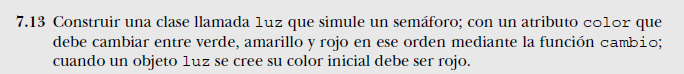 7.13 Construir una clase llamada luz que simule un semáforo; con un atributo color que
debe cambiar entre verde, amarillo y rojo en ese orden mediante la función cambio;
cuando un objeto luz se cree su color inicial debe ser rojo.